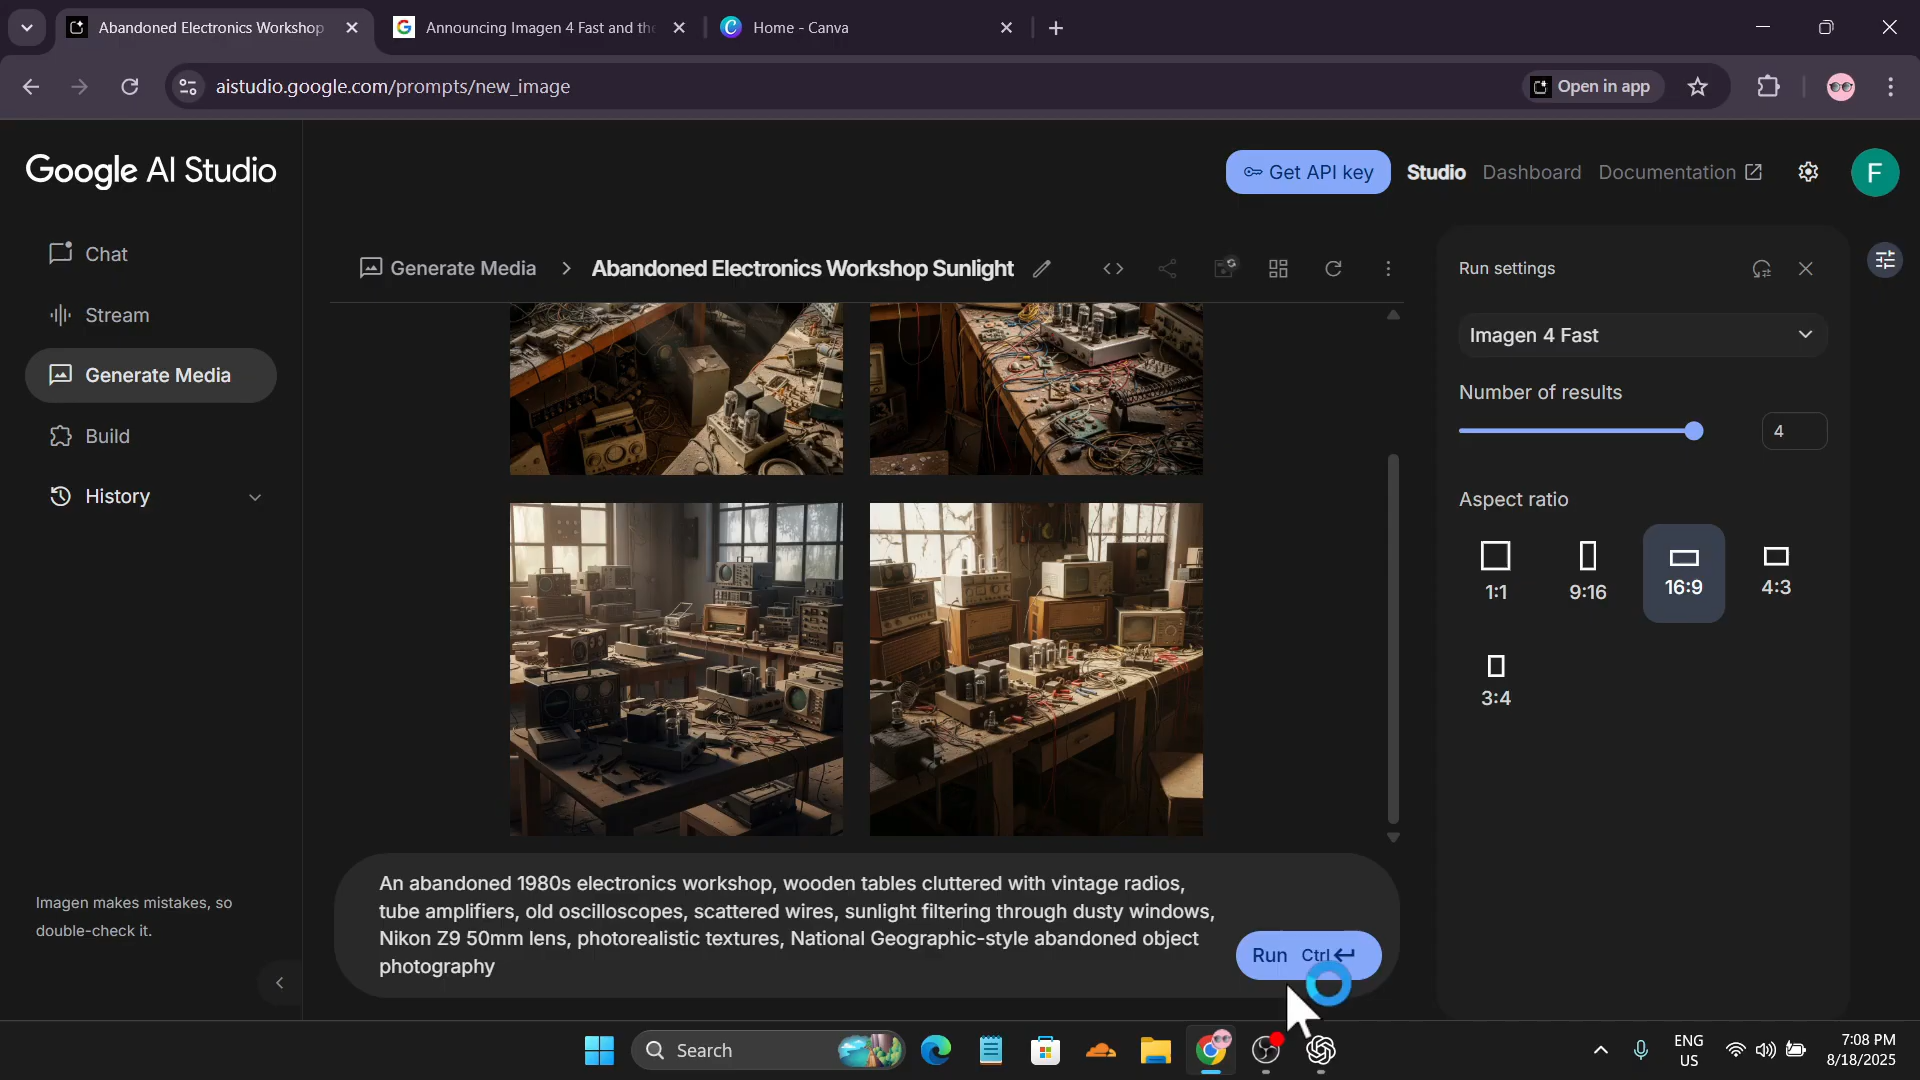 Abandoned Electronics Workshop
Announcing Imagen 4 Fast and the
Home - Canva
aistudio.google.com/prompts/new_image
Open in app
Google AI Studio
Get API key
Studio
Dashboard
Documentation
F
Chat
Stream
Generate Media
Build
History
Imagen makes mistakes, so
double-check it.
Generate Media > Abandoned Electronics Workshop Sunlight
An abandoned 1980s electronics workshop, wooden tables cluttered with vintage radios,
tube amplifiers, old oscilloscopes, scattered wires, sunlight filtering through dusty windows,
Nikon Z9 50mm lens, photorealistic textures, National Geographic-style abandoned object
photography
Run Ctrl
Run settings
Imagen 4 Fast
Number of results
4
Aspect ratio
1:1
9:16
16:9
4:3
3:4
Search
ENG
US
7:08 PM
8/18/2025